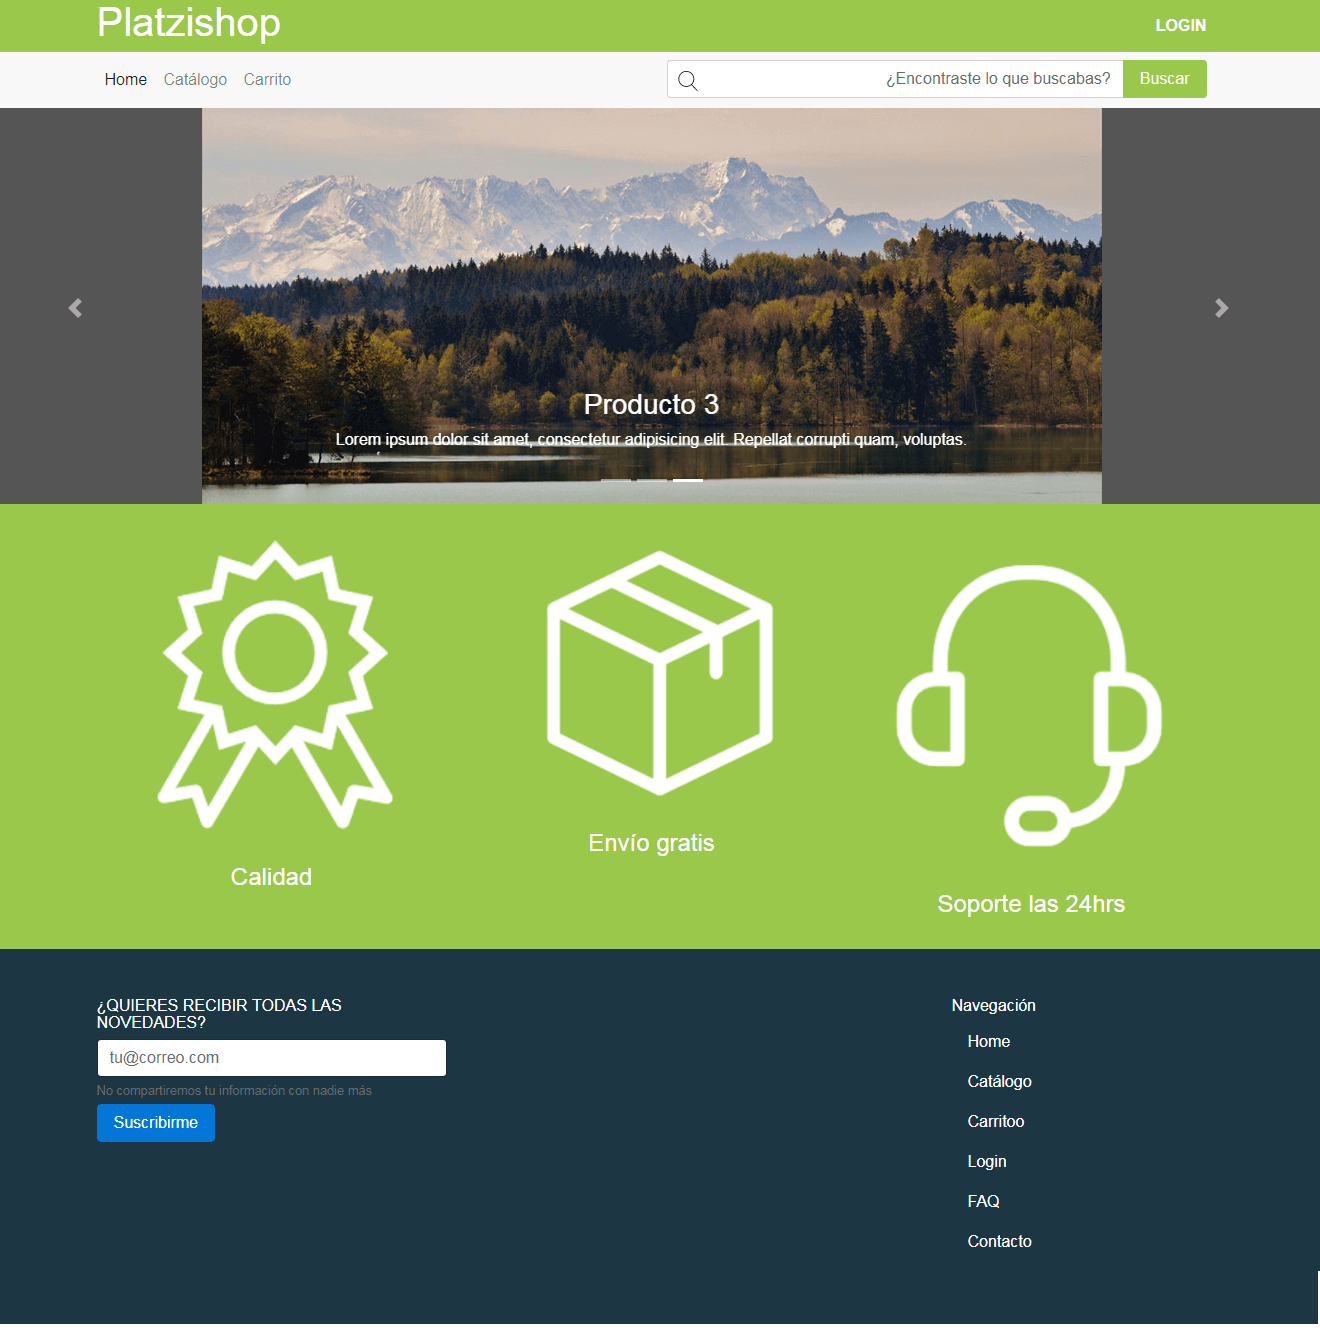 Platzishop
LOGIN
Home Catálogo Carrito
¿Encontraste lo que buscabas? Buscar
Producto 3
Lorem ipsum dolor sit amet, consectetur adipisicing elit. Repellat corrupti quam, voluptas.
Calidad
Envío gratis
Soporte las 24hrs
¿QUIERES RECIBIR TODAS LAS
NOVEDADES?
tu@correo.com
No compartiremos tu información con nadie más
Suscribirme
Navegación
Home
Catálogo
Carritoo
Login
FAQ
Contacto